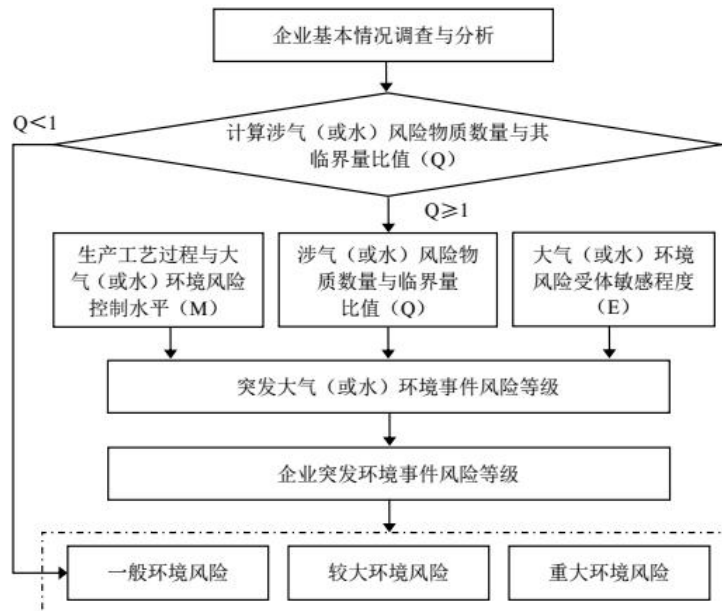 企业基本情况调查与分析
Q＜1
计算涉气（或水）风险物质数量与其
临界量比值（Q）
Q≥1
生产工艺过程与大
气（或水）环境风险
控制水平（M）
涉气（或水）风险物
质数量与临界量
比值（Q）
大气（或水）环境
风险受体敏感程度
（E）
突发大气（或水）环境事件风险等级
企业突发环境事件风险等级
一般环境风险
较大环境风险
重大环境风险